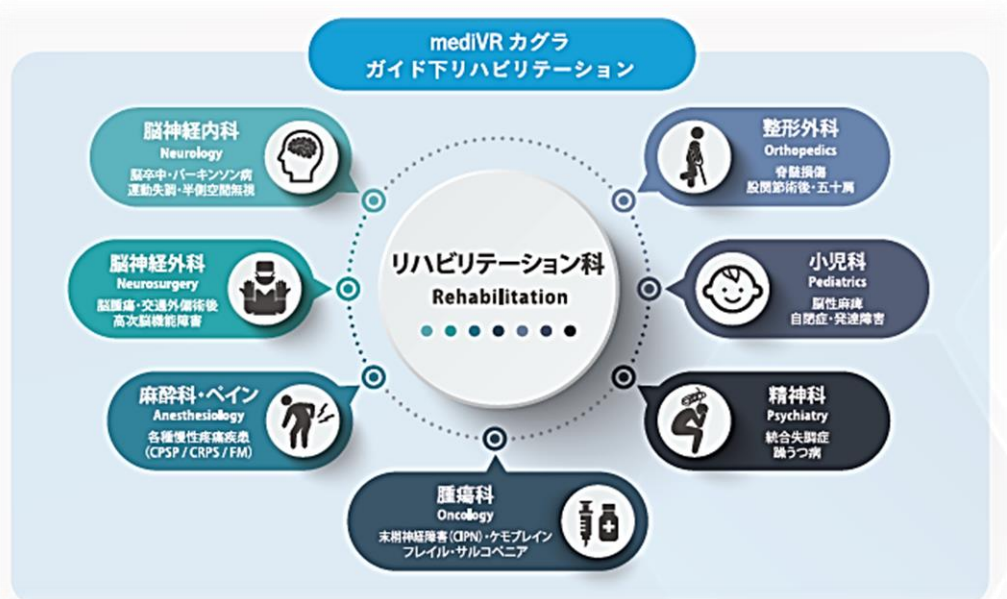 mediVR カグラ
ガイド下リハビリテーション
脳神経内科
Neurology
脳卒中・パーキンソン病
運動失調・半側空間無視
脳神経外科
Neurosurgery
脳腫瘍・交通外傷術後
高次脳機能障害
麻酔科・ペイン
Anesthesiology
各種慢性疼痛疾患
(CPSP / CRPS / FM)
リハビリテーション科
Rehabilitation
整形外科
Orthopedics
脊髄損傷
股関節術後・五十肩
小児科
Pediatrics
脳性麻痺
自閉症・発達障害
精神科
Psychiatry
統合失調症
躁うつ病
腫瘍科
Oncology
末梢神経障害(CIPN)・ケモブレイン
フレイル・サルコペニア